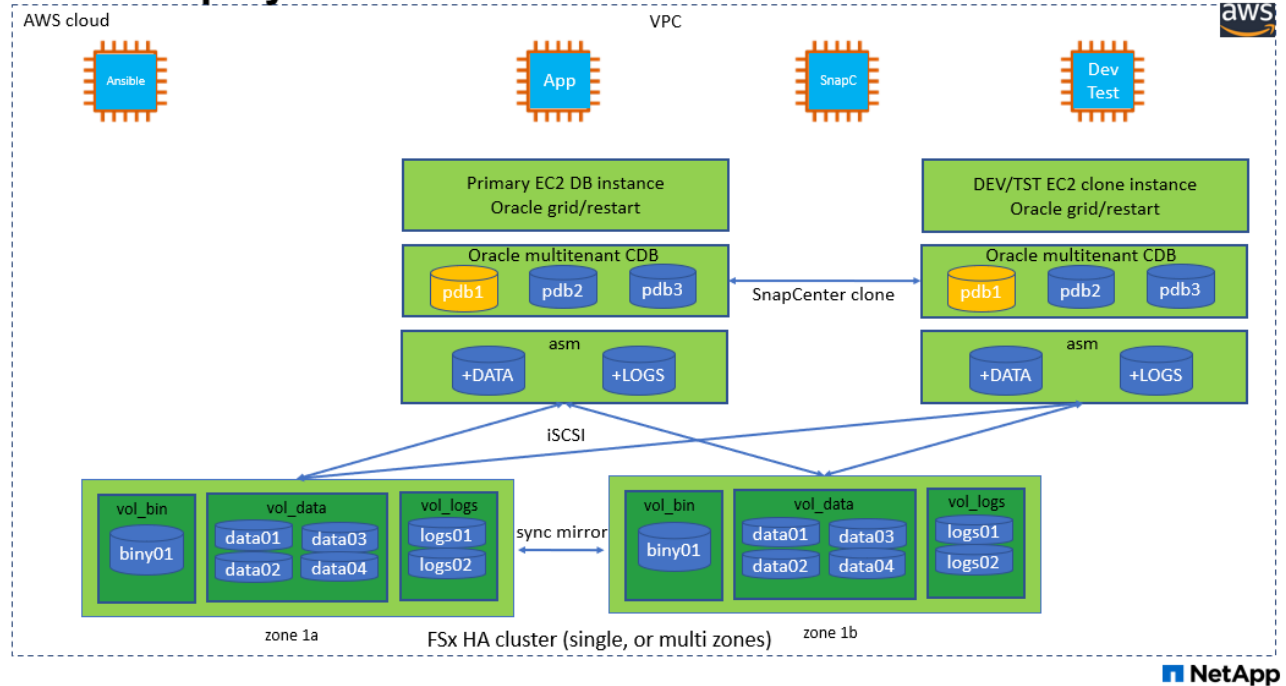 AWS cloud
VPC
aws
Ansible
App
SnapC
Dev
Test
Primary EC2 DB instance
Oracle grid/restart
DEV/TST EC2 clone instance
Oracle grid/restart
Oracle multitenant CDB
pdb1
pdb2
pdb3
SnapCenter clone
Oracle multitenant CDB
pdb1
pdb2
pdb3
asm
+DATA
+LOGS
asm
+DATA
+LOGS
iSCSI
vol_bin
biny01
vol_data
data01
data03
data02
data04
vol_logs
logs01
logs02
sync mirror
vol_bin
biny01
vol_data
data01
data03
data02
data04
vol_logs
logs01
logs02
zone 1a
FSx HA cluster (single, or multi zones)
zone 1b
NetApp